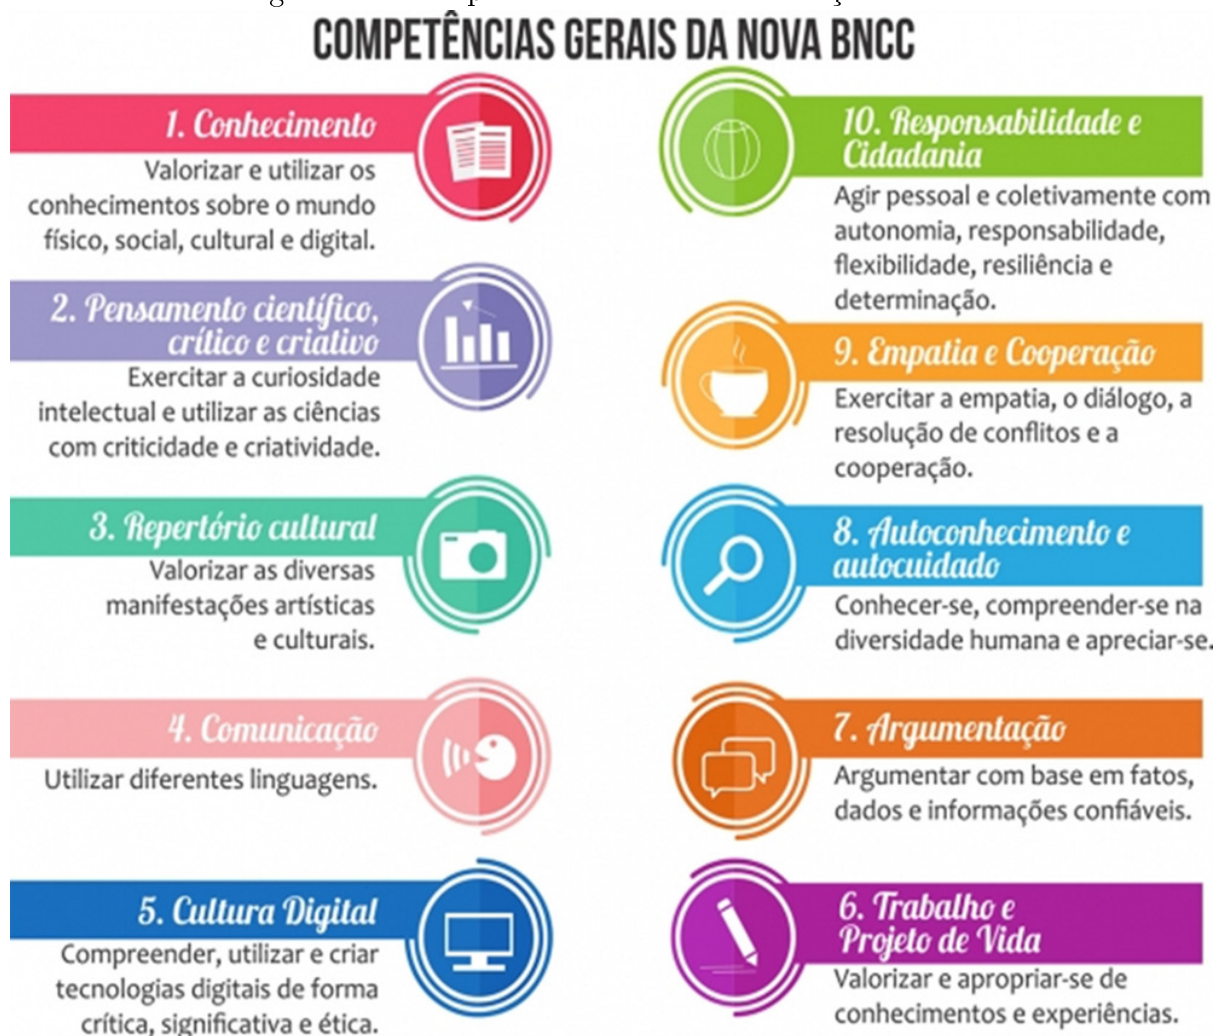 COMPETÊNCIAS GERAIS DA NOVA BNCC
1. Conhecimento
Valorizar e utilizar os
conhecimentos sobre o mundo
físico, social, cultural e digital.
2. Pensamento científico,
crítico e criativo
Exercitar a curiosidade
intelectual e utilizar as ciências
com criticidade e criatividade.
3. Repertório cultural
Valorizar as diversas
manifestações artísticas
e culturais.
4. Comunicação
Utilizar diferentes linguagens.
5. Cultura Digital
Compreender, utilizar e criar
tecnologias digitais de forma
crítica, significativa e ética.
10. Responsabilidade e
Cidadania
Agir pessoal e coletivamente com
autonomia, responsabilidade,
flexibilidade, resiliência e
determinação.
9. Empatia e Cooperação
Exercitar a empatia, o diálogo, a
resolução de conflitos e a
cooperação.
8. Autoconhecimento e
autocuidado
Conhecer-se, compreender-se na
diversidade humana e apreciar-se.
7. Argumentação
Argumentar com base em fatos,
dados e informações confiáveis.
6. Trabalho e
Projeto de Vida
Valorizar e apropriar-se de
conhecimentos e experiências.